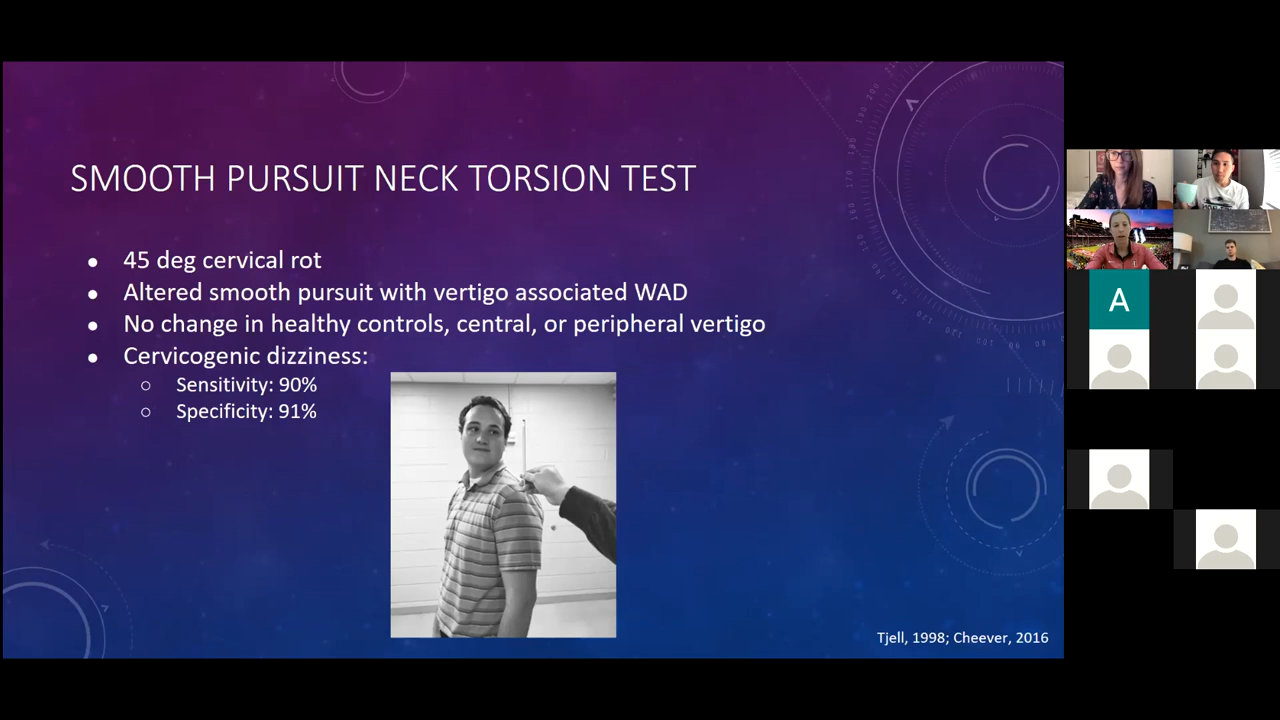 SMOOTH PURSUIT NECK TORSION TEST
● 45 deg cervical rot
● Altered smooth pursuit with vertigo associated WAD
● No change in healthy controls, central, or peripheral vertigo
● Cervicogenic dizziness:
○ Sensitivity: 90%
○ Specificity: 91%
Tjell, 1998; Cheever, 2016
A